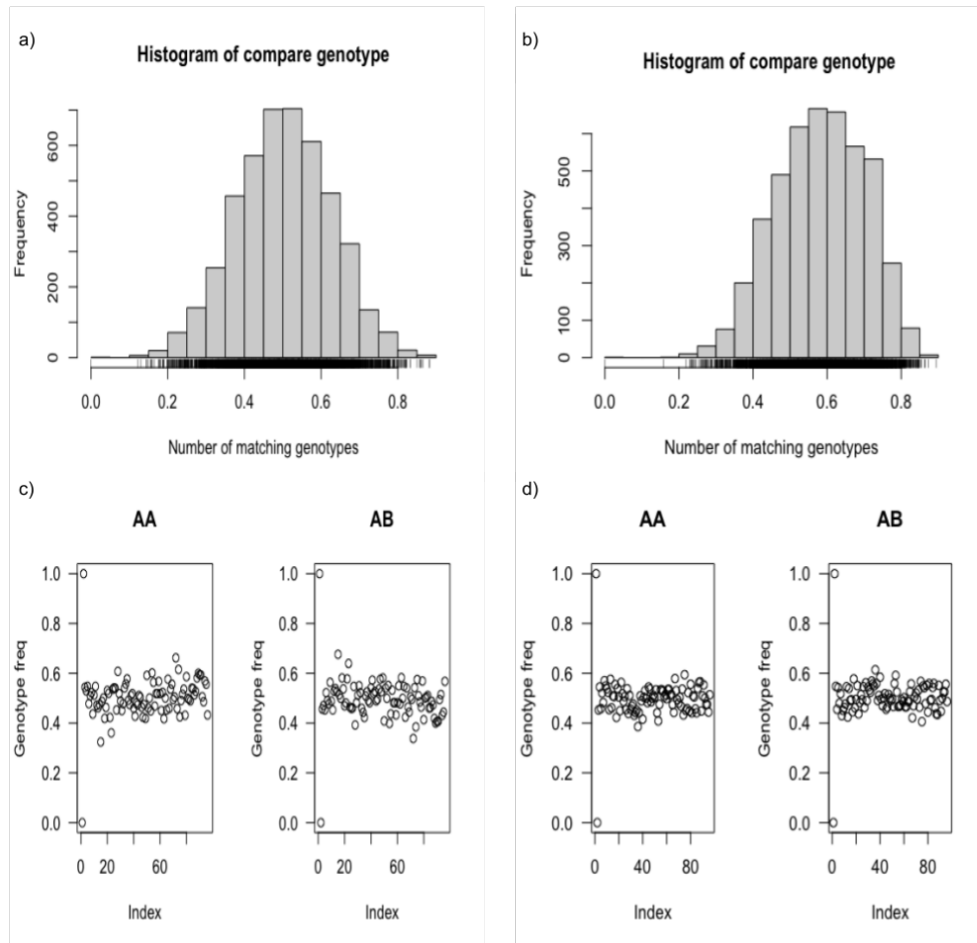 a)
Histogram of compare genotype
Frequency
0 200 400 600
0.0 0.2 0.4 0.6 0.8
Number of matching genotypes
b)
Histogram of compare genotype
Frequency
0 100 300 500
0.0 0.2 0.4 0.6 0.8
Number of matching genotypes
c)
AA
Genotype freq
0.0 0.2 0.4 0.6 0.8 1.0
0 20 60
Index
AB
Genotype freq
0.0 0.2 0.4 0.6 0.8 1.0
0 20 60
Index
d)
AA
Genotype freq
0.0 0.2 0.4 0.6 0.8 1.0
0 40 80
Index
AB
Genotype freq
0.0 0.2 0.4 0.6 0.8 1.0
0 40 80
Index